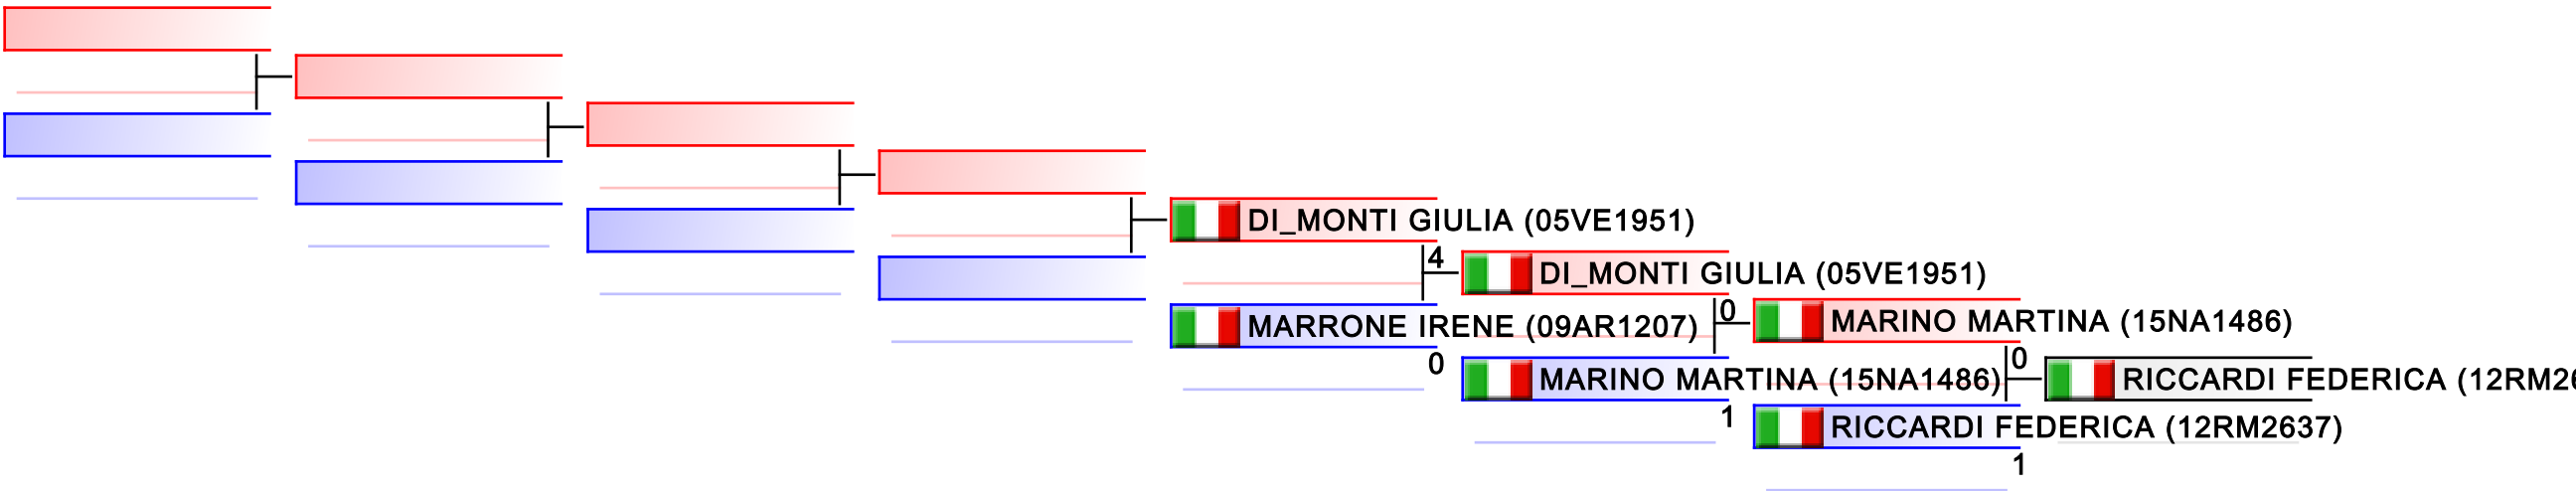 DI_MONTI GIULIA (05VE1951)
4
DI_MONTI GIULIA (05VE1951)
MARRONE IRENE (09AR1207)
0
0
MARINO MARTINA (15NA1486)
MARINO MARTINA (15NA1486)
1
0
RICCARDI FEDERICA (12RM26
RICCARDI FEDERICA (12RM2637)
1